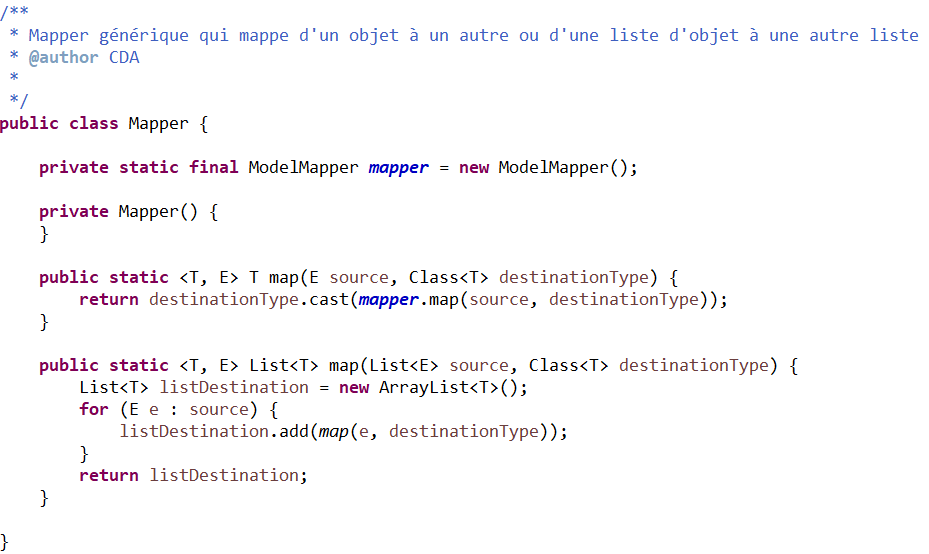 /**
 * Mapper générique qui mappe d'un objet à un autre ou d'une liste d'objet à une autre liste
 * @author CDA
 *
 */
public class Mapper {

    private static final ModelMapper mapper = new ModelMapper();

    private Mapper() {
    }

    public static <T, E> T map(E source, Class<T> destinationType) {
        return destinationType.cast(mapper.map(source, destinationType));
    }

    public static <T, E> List<T> map(List<E> source, Class<T> destinationType) {
        List<T> listDestination = new ArrayList<T>();
        for (E e : source) {
            listDestination.add(map(e, destinationType));
        }
        return listDestination;
    }

}